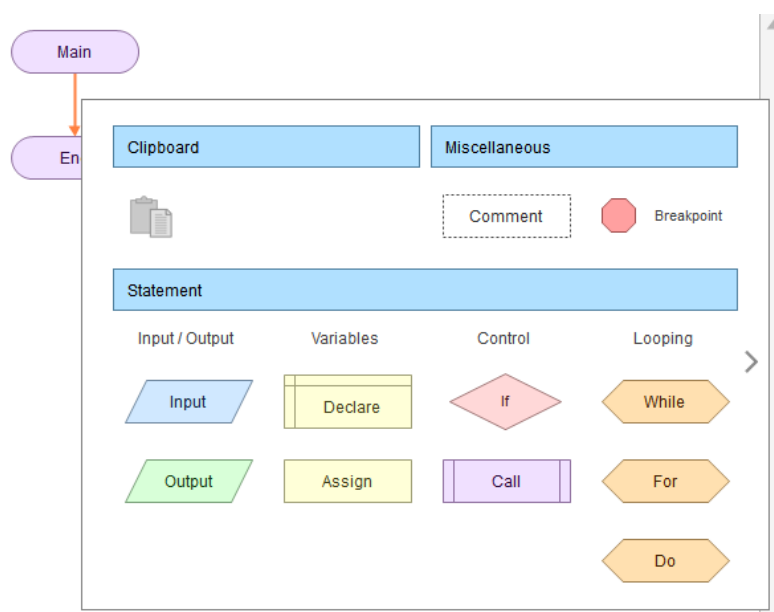 Main
En
Clipboard
Miscellaneous
Comment
Breakpoint
Statement
Input / Output
Variables
Control
Looping
Input
Declare
If
While
Output
Assign
Call
For
Do